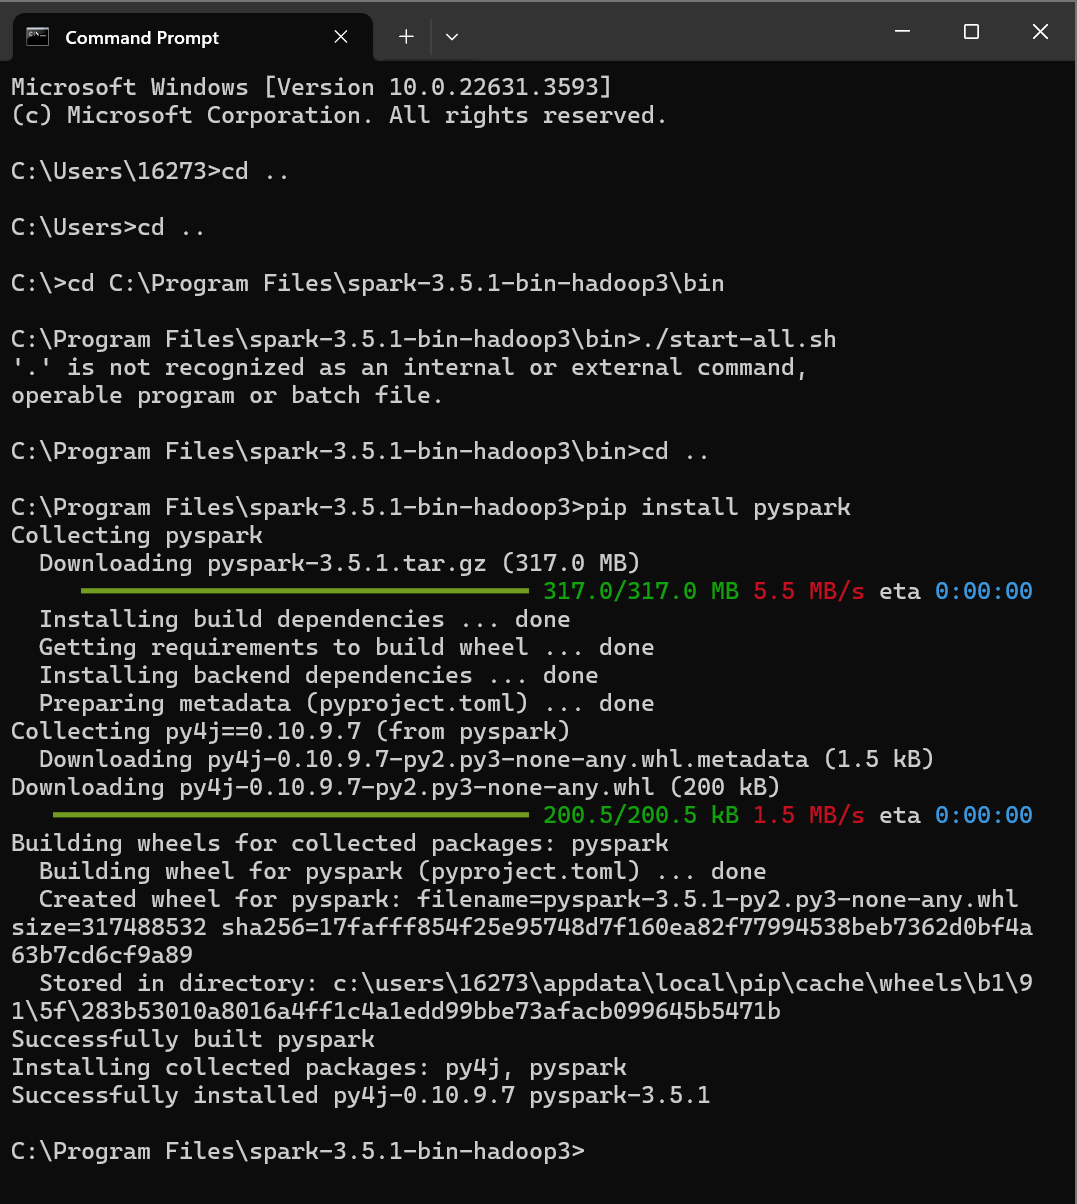 Command Prompt
Microsoft Windows [Version 10.0.22631.3593]
(c) Microsoft Corporation. All rights reserved.
C:\Users\16273>cd ..
C:\Users>cd ..
C:\>cd C:\Program Files\spark-3.5.1-bin-hadoop3\bin
C:\Program Files\spark-3.5.1-bin-hadoop3\bin>./start-all.sh
'.' is not recognized as an internal or external command,
operable program or batch file.
C:\Program Files\spark-3.5.1-bin-hadoop3\bin>cd ..
C:\Program Files\spark-3.5.1-bin-hadoop3>pip install pyspark
Collecting pyspark
Downloading pyspark-3.5.1.tar.gz (317.0 MB)
317.0/317.0 MB 5.5 MB/s eta 0:00:00
Installing build dependencies ... done
Getting requirements to build wheel ... done
Installing backend dependencies ... done
Preparing metadata (pyproject.toml) ... done
Collecting py4j==0.10.9.7 (from pyspark)
Downloading py4j-0.10.9.7-py2.py3-none-any.whl.metadata (1.5 kB)
Downloading py4j-0.10.9.7-py2.py3-none-any.whl (200 kB)
200.5/200.5 kB 1.5 MB/s eta 0:00:00
Building wheels for collected packages: pyspark
Building wheel for pyspark (pyproject.toml) ... done
Created wheel for pyspark: filename=pyspark-3.5.1-py2.py3-none-any.whl
size=317488532 sha256=17fafff854f25e95748d7f160ea82f77994538beb7362d0bf4a
63b7cd6cf9a89
Stored in directory: c:\users\16273\appdata\local\pip\cache\wheels\b1\9
1\5f\283b53010a8016a4ff1c4a1edd99bbe73afacb099645b5471b
Successfully built pyspark
Installing collected packages: py4j, pyspark
Successfully installed py4j-0.10.9.7 pyspark-3.5.1
C:\Program Files\spark-3.5.1-bin-hadoop3>